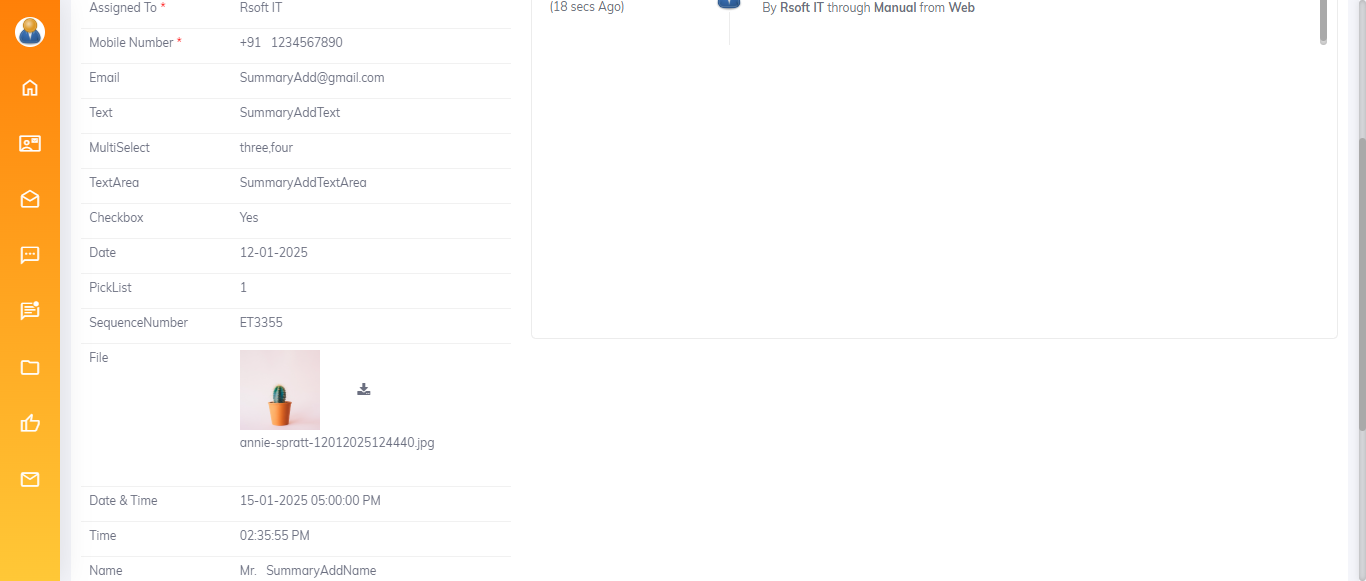 Assigned To * Rsoft IT
Mobile Number * +91 1234567890
Email SummaryAdd@gmail.com
Text SummaryAddText
MultiSelect three,four
TextArea SummaryAddTextArea
Checkbox Yes
Date 12-01-2025
PickList 1
SequenceNumber ET3355
File
annie-spratt-12012025124440.jpg
Date & Time 15-01-2025 05:00:00 PM
Time 02:35:55 PM
Name Mr. SummaryAddName
(18 secs Ago) By Rsoft IT through Manual from Web